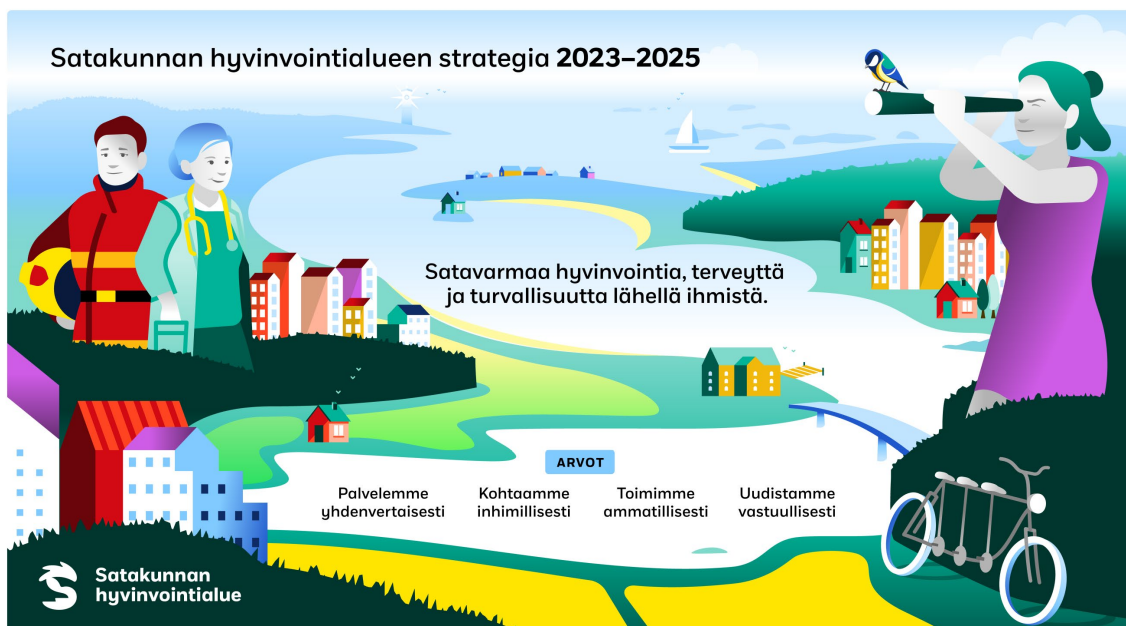 Satakunnan hyvinvointialueen strategia 2023–2025
Satavarmaa hyvinvointia, terveyttä
ja turvallisuutta lähellä ihmistä.
ARVOT
Palvelemme
yhdenvertaisesti
Kohtaamme
inhimillisesti
Toimimme
ammatillisesti
Uudistamme
vastuullisesti
Satakunnan
hyvinvointialue